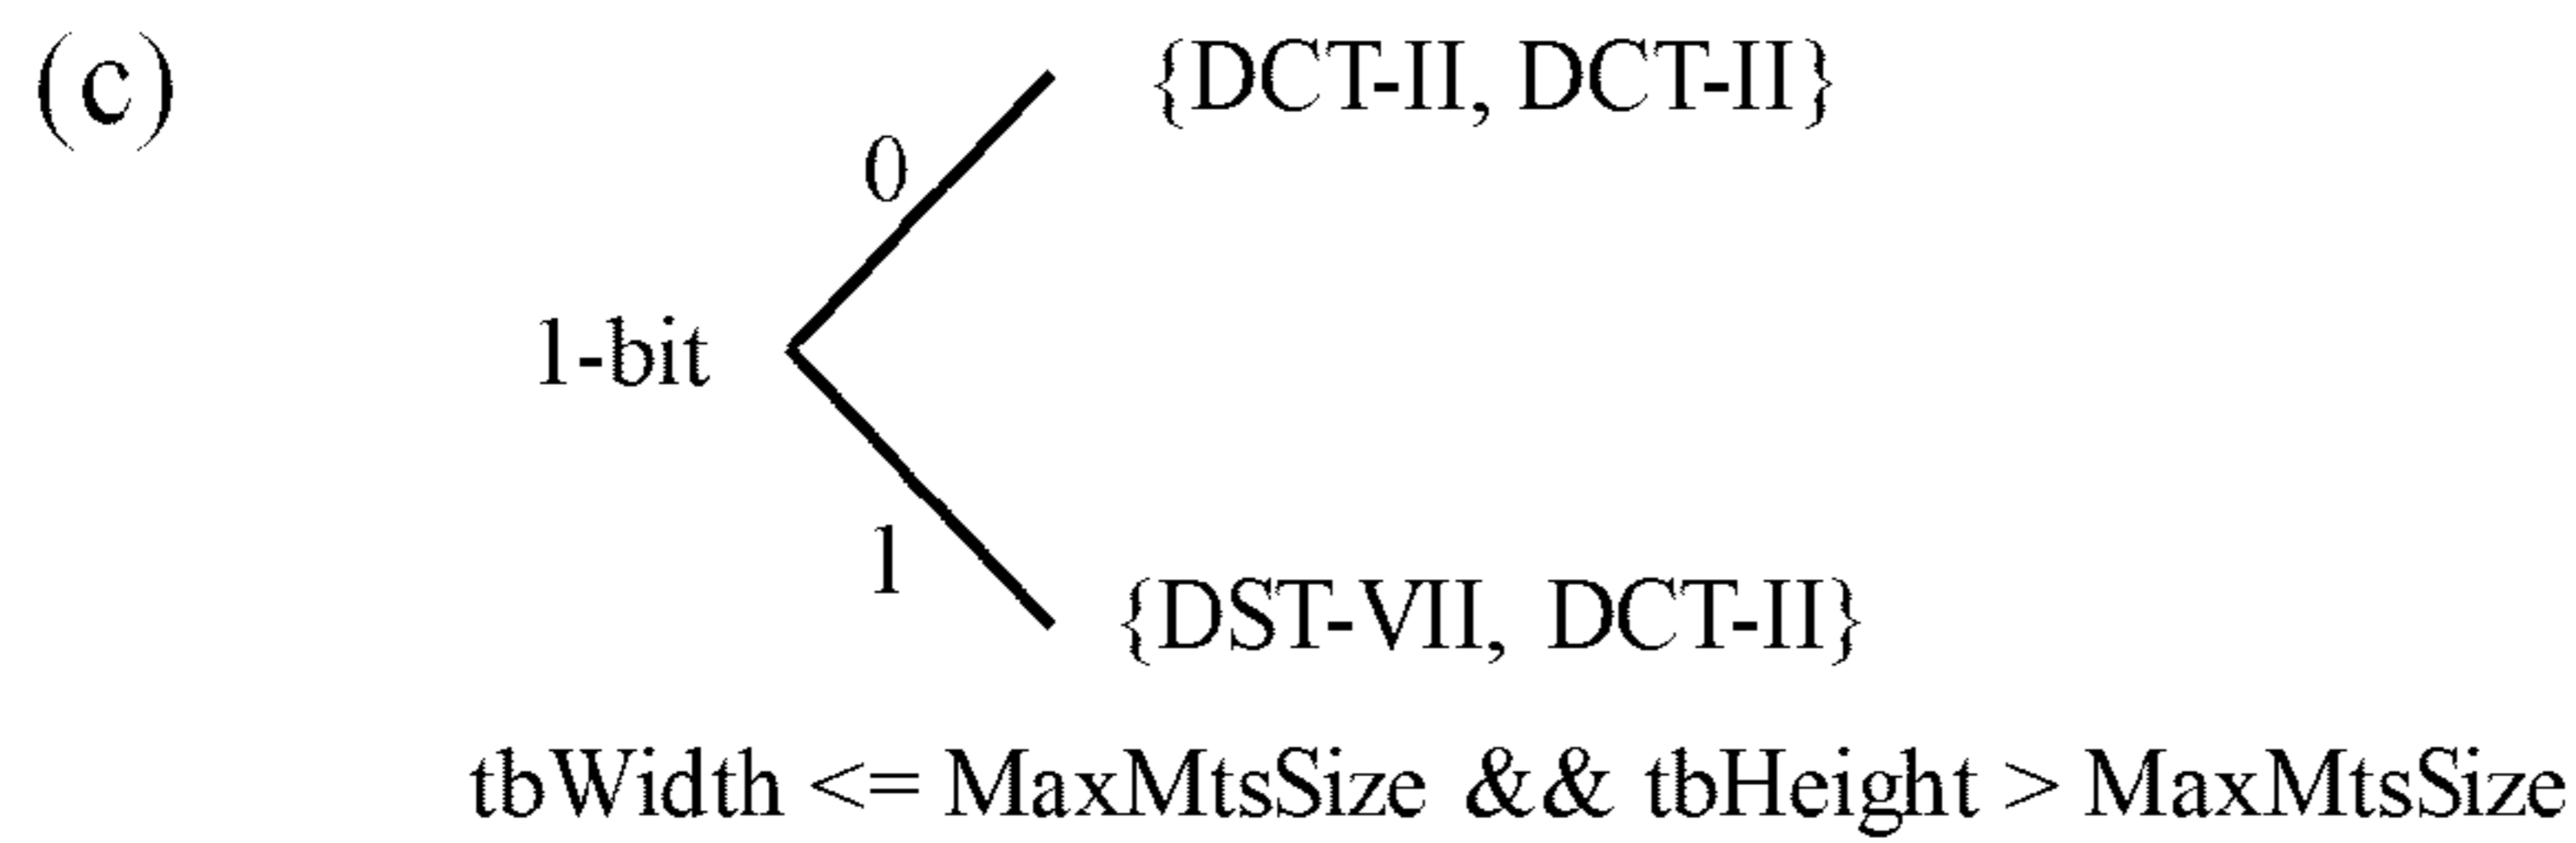 (c)
{DCT-II, DCT-II}
0
1-bit
1
{DST-VII, DCT-II}
tbWidth <= MaxMtsSize && tbHeight > MaxMtsSize